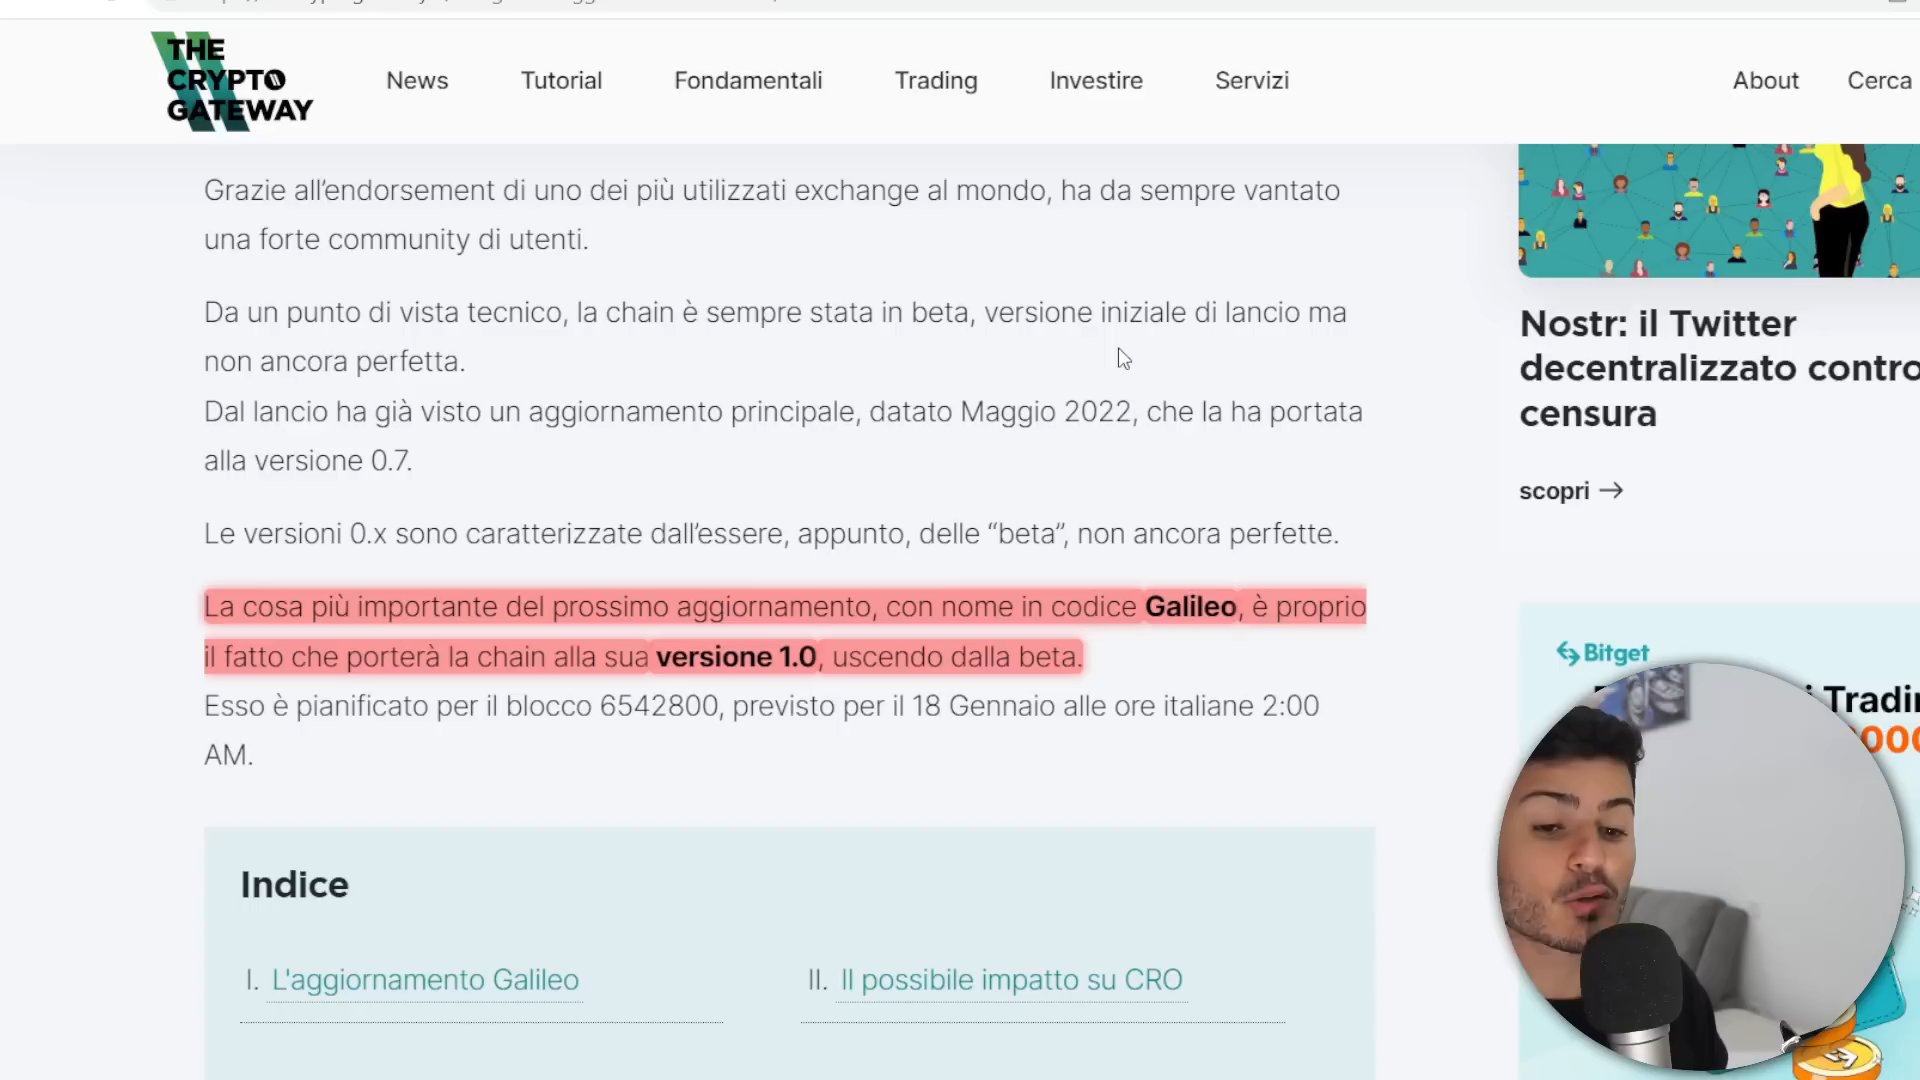 THE
CRYPTO
GATEWAY
News
Tutorial
Fondamentali
Trading
Investire
Servizi
About
Cerca
Grazie all’endorsement di uno dei più utilizzati exchange al mondo, ha da sempre vantato
una forte community di utenti.
Da un punto di vista tecnico, la chain è sempre stata in beta, versione iniziale di lancio ma
non ancora perfetta.
Dal lancio ha già visto un aggiornamento principale, datato Maggio 2022, che la ha portata
alla versione 0.7.
Le versioni 0.x sono caratterizzate dall’essere, appunto, delle “beta”, non ancora perfette.
La cosa più importante del prossimo aggiornamento, con nome in codice Galileo, è proprio
il fatto che porterà la chain alla sua versione 1.0, uscendo dalla beta.
Esso è pianificato per il blocco 6542800, previsto per il 18 Gennaio alle ore italiane 2:00
AM.
Indice
I. L'aggiornamento Galileo
II. Il possibile impatto su CRO
Nostr: il Twitter
decentralizzato contro
censura
scopri →
Bitget